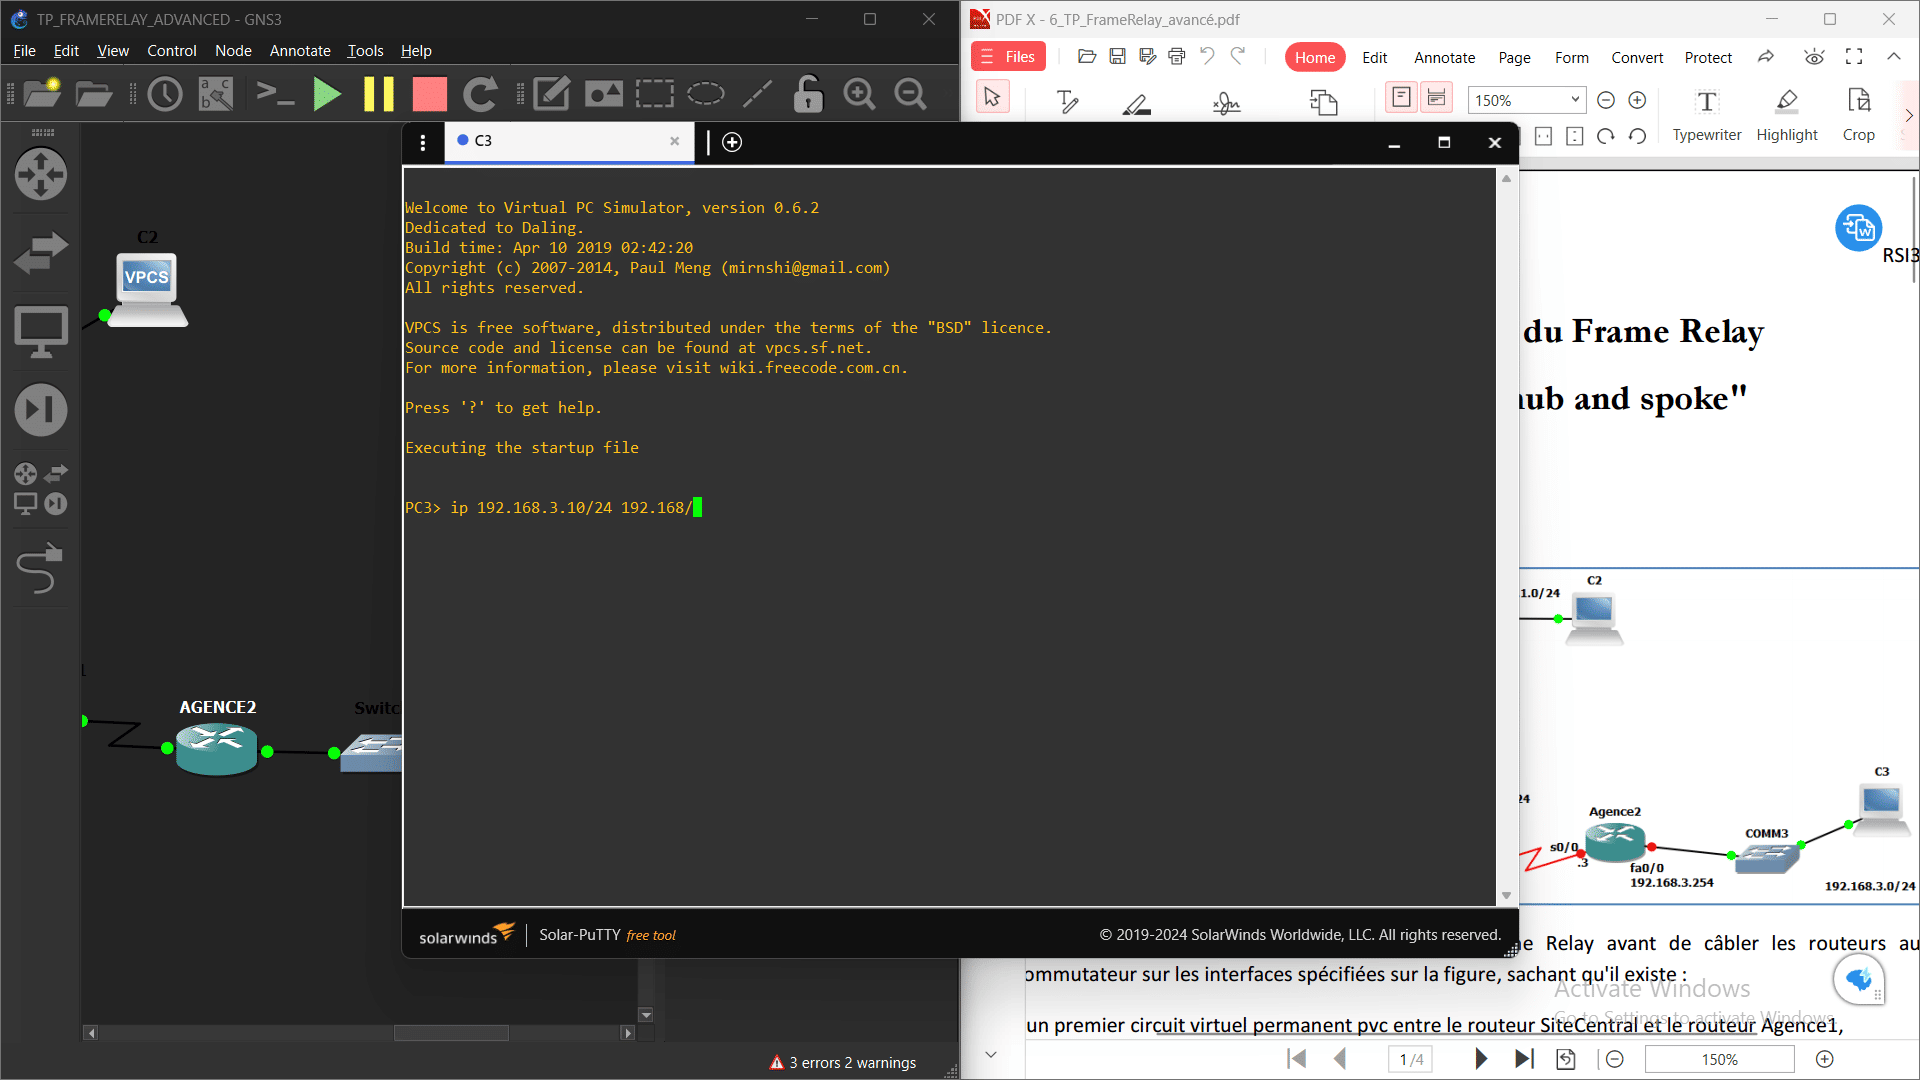 TP_FRAMERELAY_ADVANCED - GNS3
File Edit View Control Node Annotate Tools Help
C2
VPCS
AGENCE2
Switc
3 errors 2 warnings
C3
Welcome to Virtual PC Simulator, version 0.6.2
Dedicated to Daling.
Build time: Apr 10 2019 02:42:20
Copyright (c) 2007-2014, Paul Meng (mirnshi@gmail.com)
All rights reserved.
VPCS is free software, distributed under the terms of the "BSD" licence.
Source code and license can be found at vpcs.sf.net.
For more information, please visit wiki.freecode.com.cn.
Press '?' to get help.
Executing the startup file
PC3> ip 192.168.3.10/24 192.168/
solarwinds Solar-PuTTY free tool
© 2019-2024 SolarWinds Worldwide, LLC. All rights reserved.
PDF X - 6_TP_FrameRelay_avancé.pdf
Files Home Edit Annotate Page Form Convert Protect
150%
Typewriter Highlight Crop
RSI3
du Frame Relay
hub and spoke"
C2
1.0/24
C3
24
Agence2
COMM3
s0/0
.3
fa0/0
192.168.3.254
192.168.3.0/24
ne Relay avant de câbler les routeurs au
ommutateur sur les interfaces spécifiées sur la figure, sachant qu'il existe :
Activate Windows
Go to Settings to activate Windows.
un premier circuit virtuel permanent pvc entre le routeur SiteCentral et le routeur Agence1,
1/4
150%